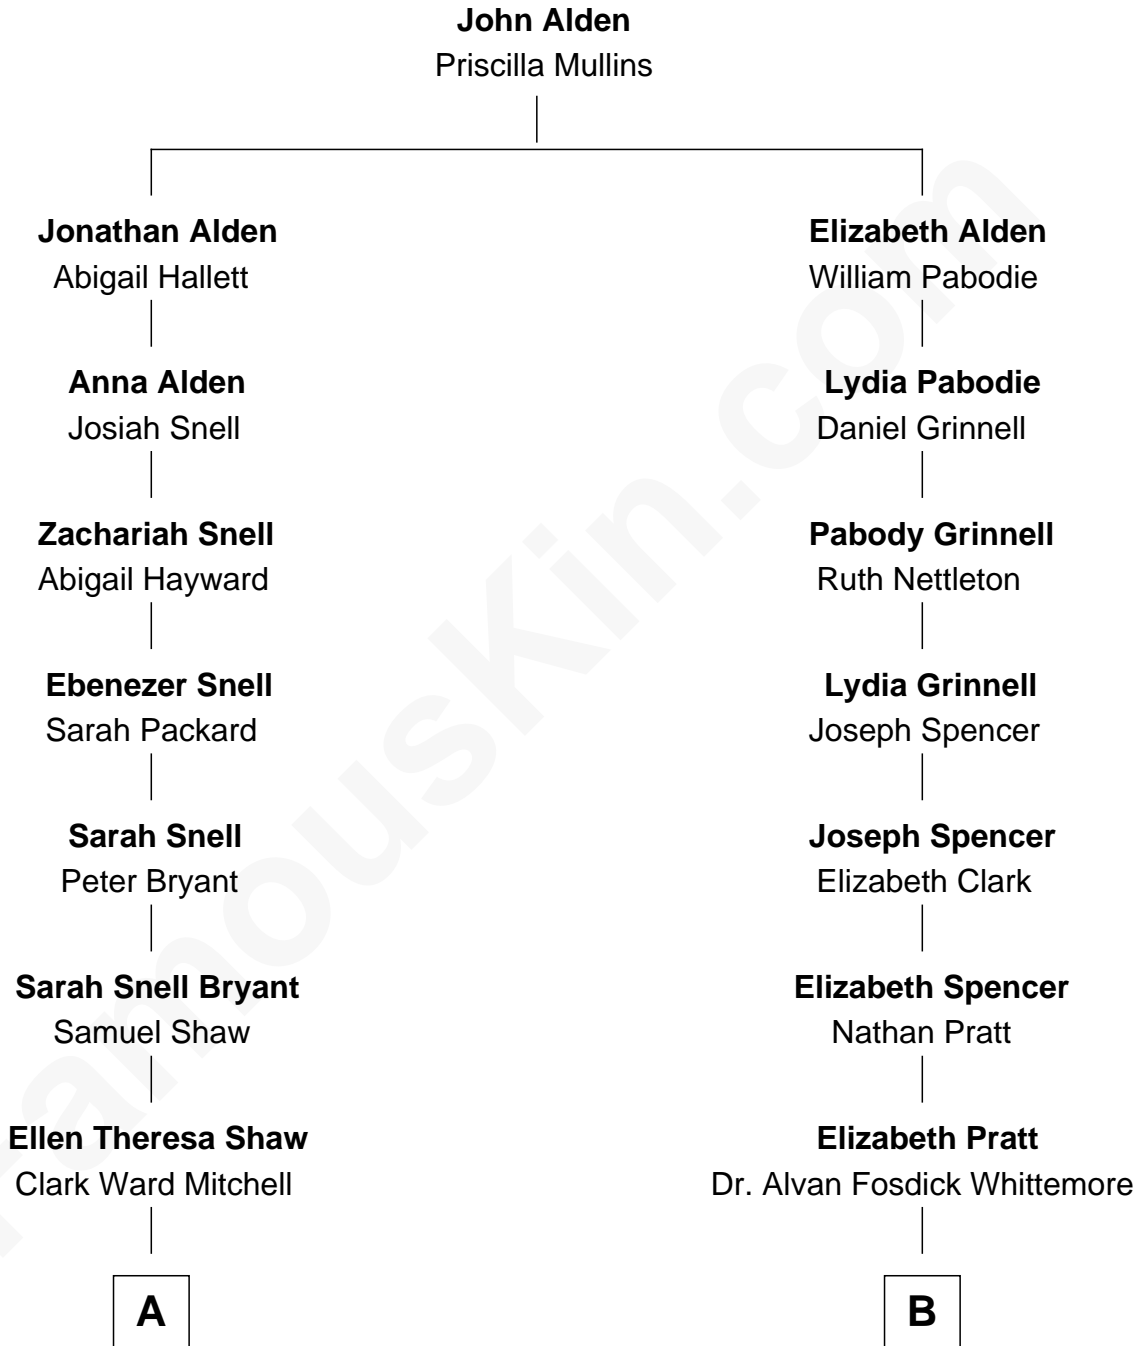 John Alden
Priscilla Mullins
Jonathan Alden
Abigail Hallett
Anna Alden
Josiah Snell
Zachariah Snell
Abigail Hayward
Ebenezer Snell
Sarah Packard
Sarah Snell
Peter Bryant
Sarah Snell Bryant
Samuel Shaw
Ellen Theresa Shaw
Clark Ward Mitchell
A
Elizabeth Alden
William Pabodie
Lydia Pabodie
Daniel Grinnell
Pabody Grinnell
Ruth Nettleton
Lydia Grinnell
Joseph Spencer
Joseph Spencer
Elizabeth Clark
Elizabeth Spencer
Nathan Pratt
Elizabeth Pratt
Dr. Alvan Fosdick Whittemore
B
FamousKin.com